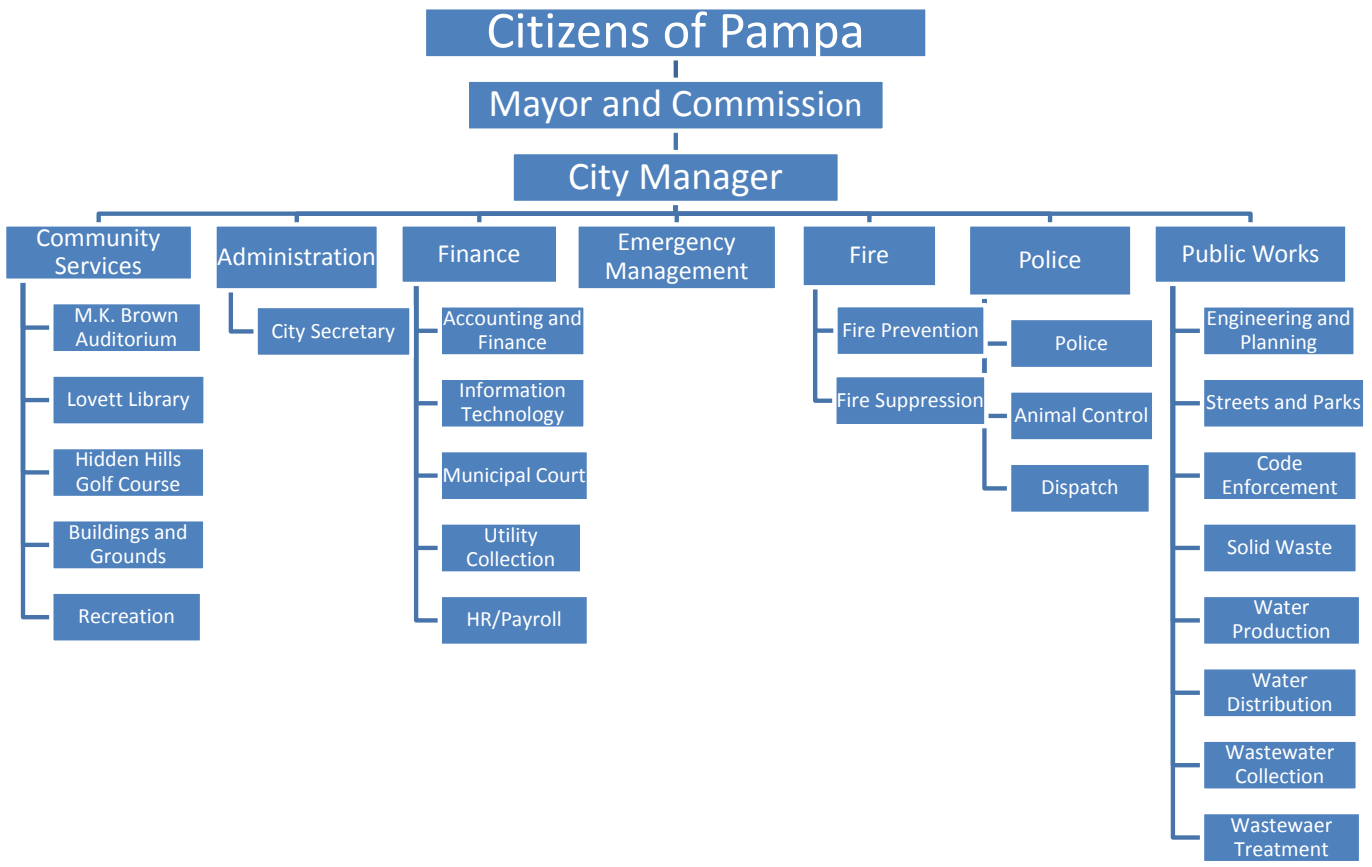 Citizens of Pampa
Mayor and Commission
City Manager
Community
Services
Administration
Finance
Emergency
Management
Fire
Police
Public Works
M.K. Brown
Auditorium
Lovett Library
Hidden Hills
Golf Course
Buildings and
Grounds
Recreation
City Secretary
Accounting and
Finance
Information
Technology
Municipal Court
Utility
Collection
HR/Payroll
Fire Prevention
Fire Suppression
Police
Animal Control
Dispatch
Engineering and
Planning
Streets and Parks
Code
Enforcement
Solid Waste
Water
Production
Water
Distribution
Wastewater
Collection
Wastewaer
Treatment